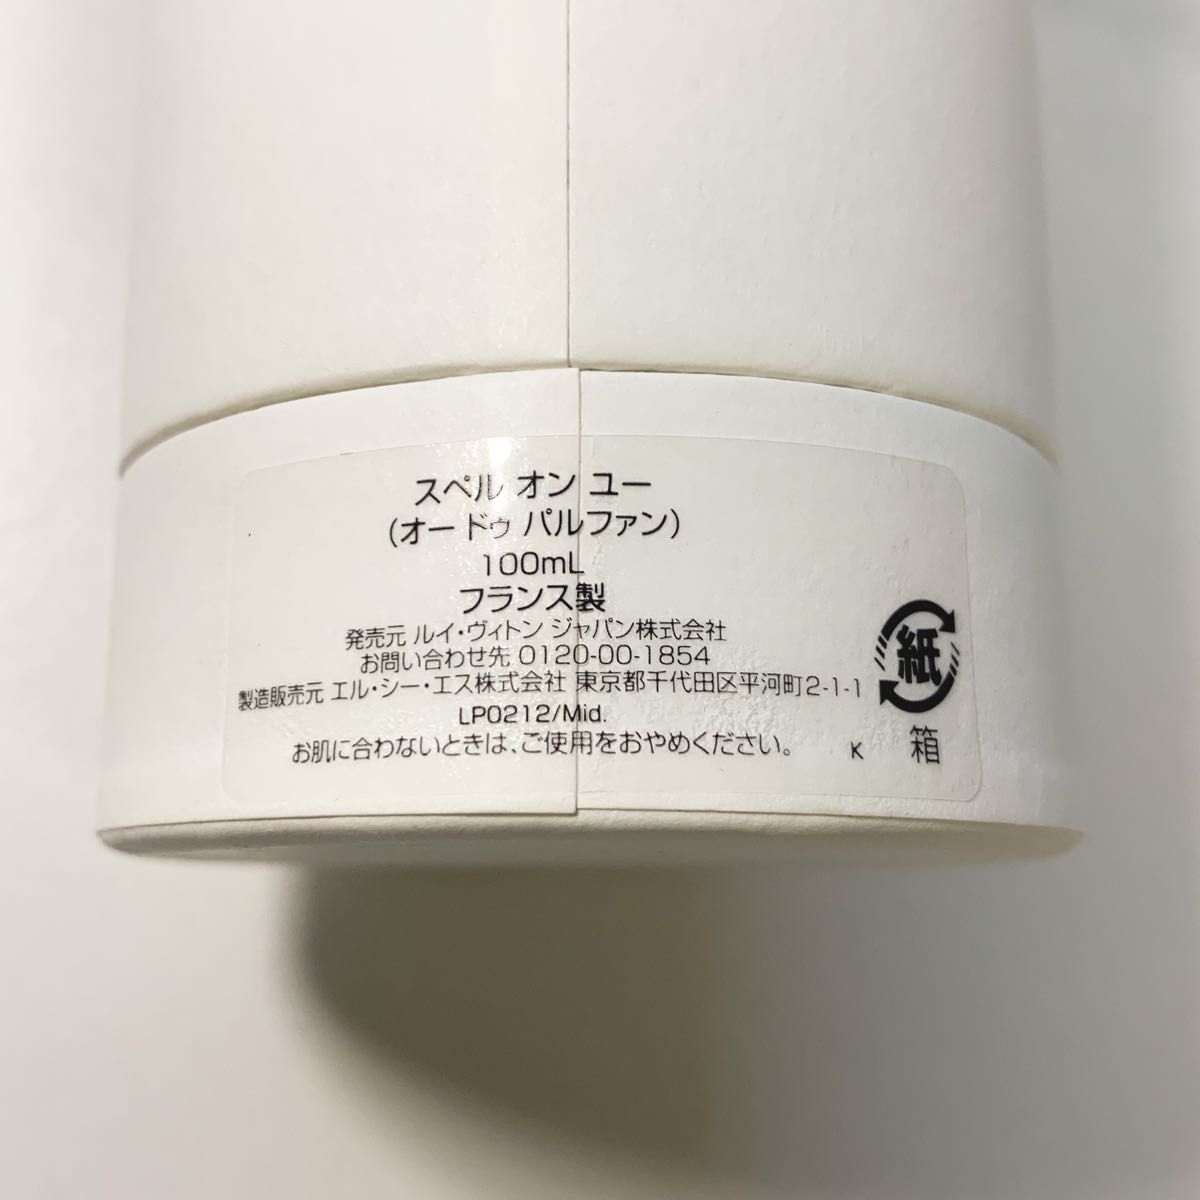 スペル オン ユー
(オー ドゥ パルファン)
100mL
フランス製
発売元 ルイ・ヴィトン ジャパン株式会社
お問い合わせ先 0120-00-1854
製造販売元 エル・シー・エス株式会社 東京都千代田区平河町2-1-1
LP0212/Mid.
お肌に合わないときは、ご使用をおやめください。 K
紙
箱